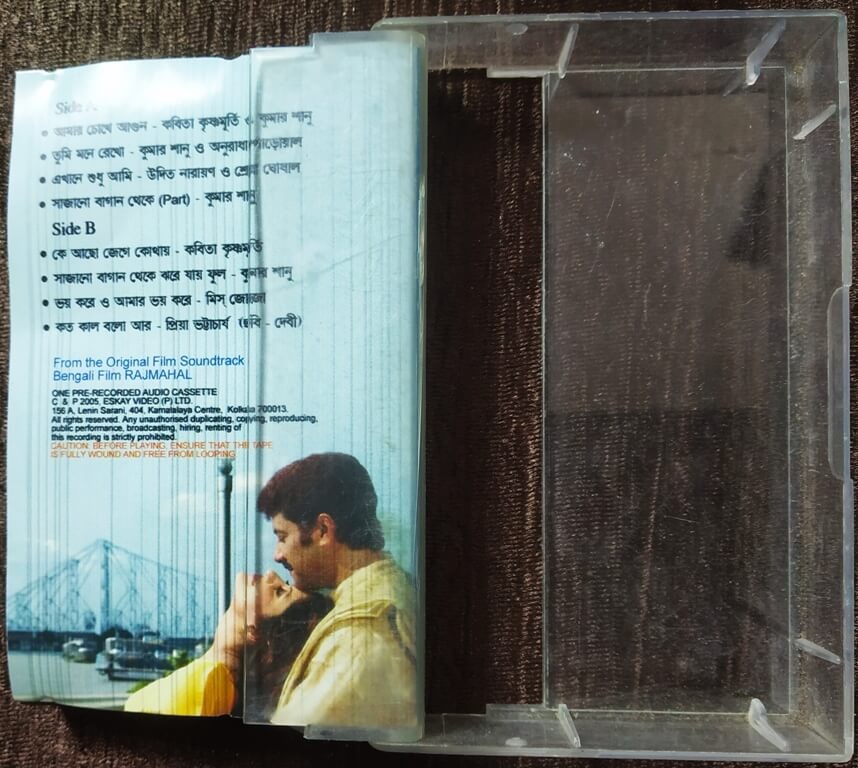 Side A
• আমার চোখে আগুন - কবিতা কৃষ্ণমূর্তি ও কুমার শানু
• তুমি মনে রেখো - কুমার শানু ও অনুরাধা পাড়োয়াল
• এখানে শুধু আমি - উদিত নারায়ণ ও শ্রেয়া ঘোষাল
• সাজানো বাগান থেকে (Part) - কুমার শানু
Side B
• কে আছো জেগে কোথায় - কবিতা কৃষ্ণমূর্তি
• সাজানো বাগান থেকে ঝরে যায় ফুল - কুমার শানু
• ভয় করে ও আমার ভয় করে - মিস্ জোজো
• কত কাল বলো আর - প্রিয়া ভট্টাচার্য (ছবি - দেবী)
From the Original Film Soundtrack
Bengali Film RAJMAHAL
ONE PRE-RECORDED AUDIO CASSETTE
C & P 2005, ESKAY VIDEO (P) LTD.
156 A, Lenin Sarani, 404, Kamalalaya Centre, Kolkata 700013.
All rights reserved. Any unauthorised duplicating, copying, reproducing,
public performance, broadcasting, hiring, renting of
this recording is strictly prohibited.
CAUTION: BEFORE PLAYING, ENSURE THAT THE TAPE
IS FULLY WOUND AND FREE FROM LOOPING